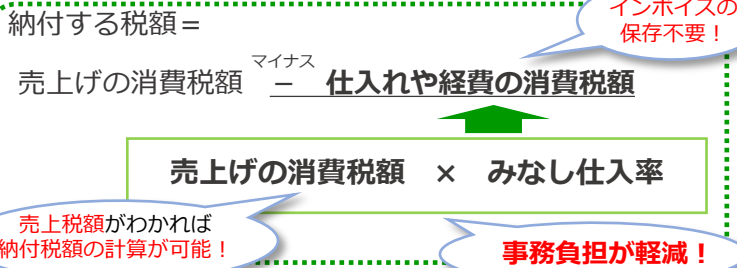 納付する税額＝
インボイスの
保存不要！
マイナス
売上げの消費税額 － 仕入れや経費の消費税額
売上げの消費税額 × みなし仕入率
売上税額がわかれば
納付税額の計算が可能！
事務負担が軽減！